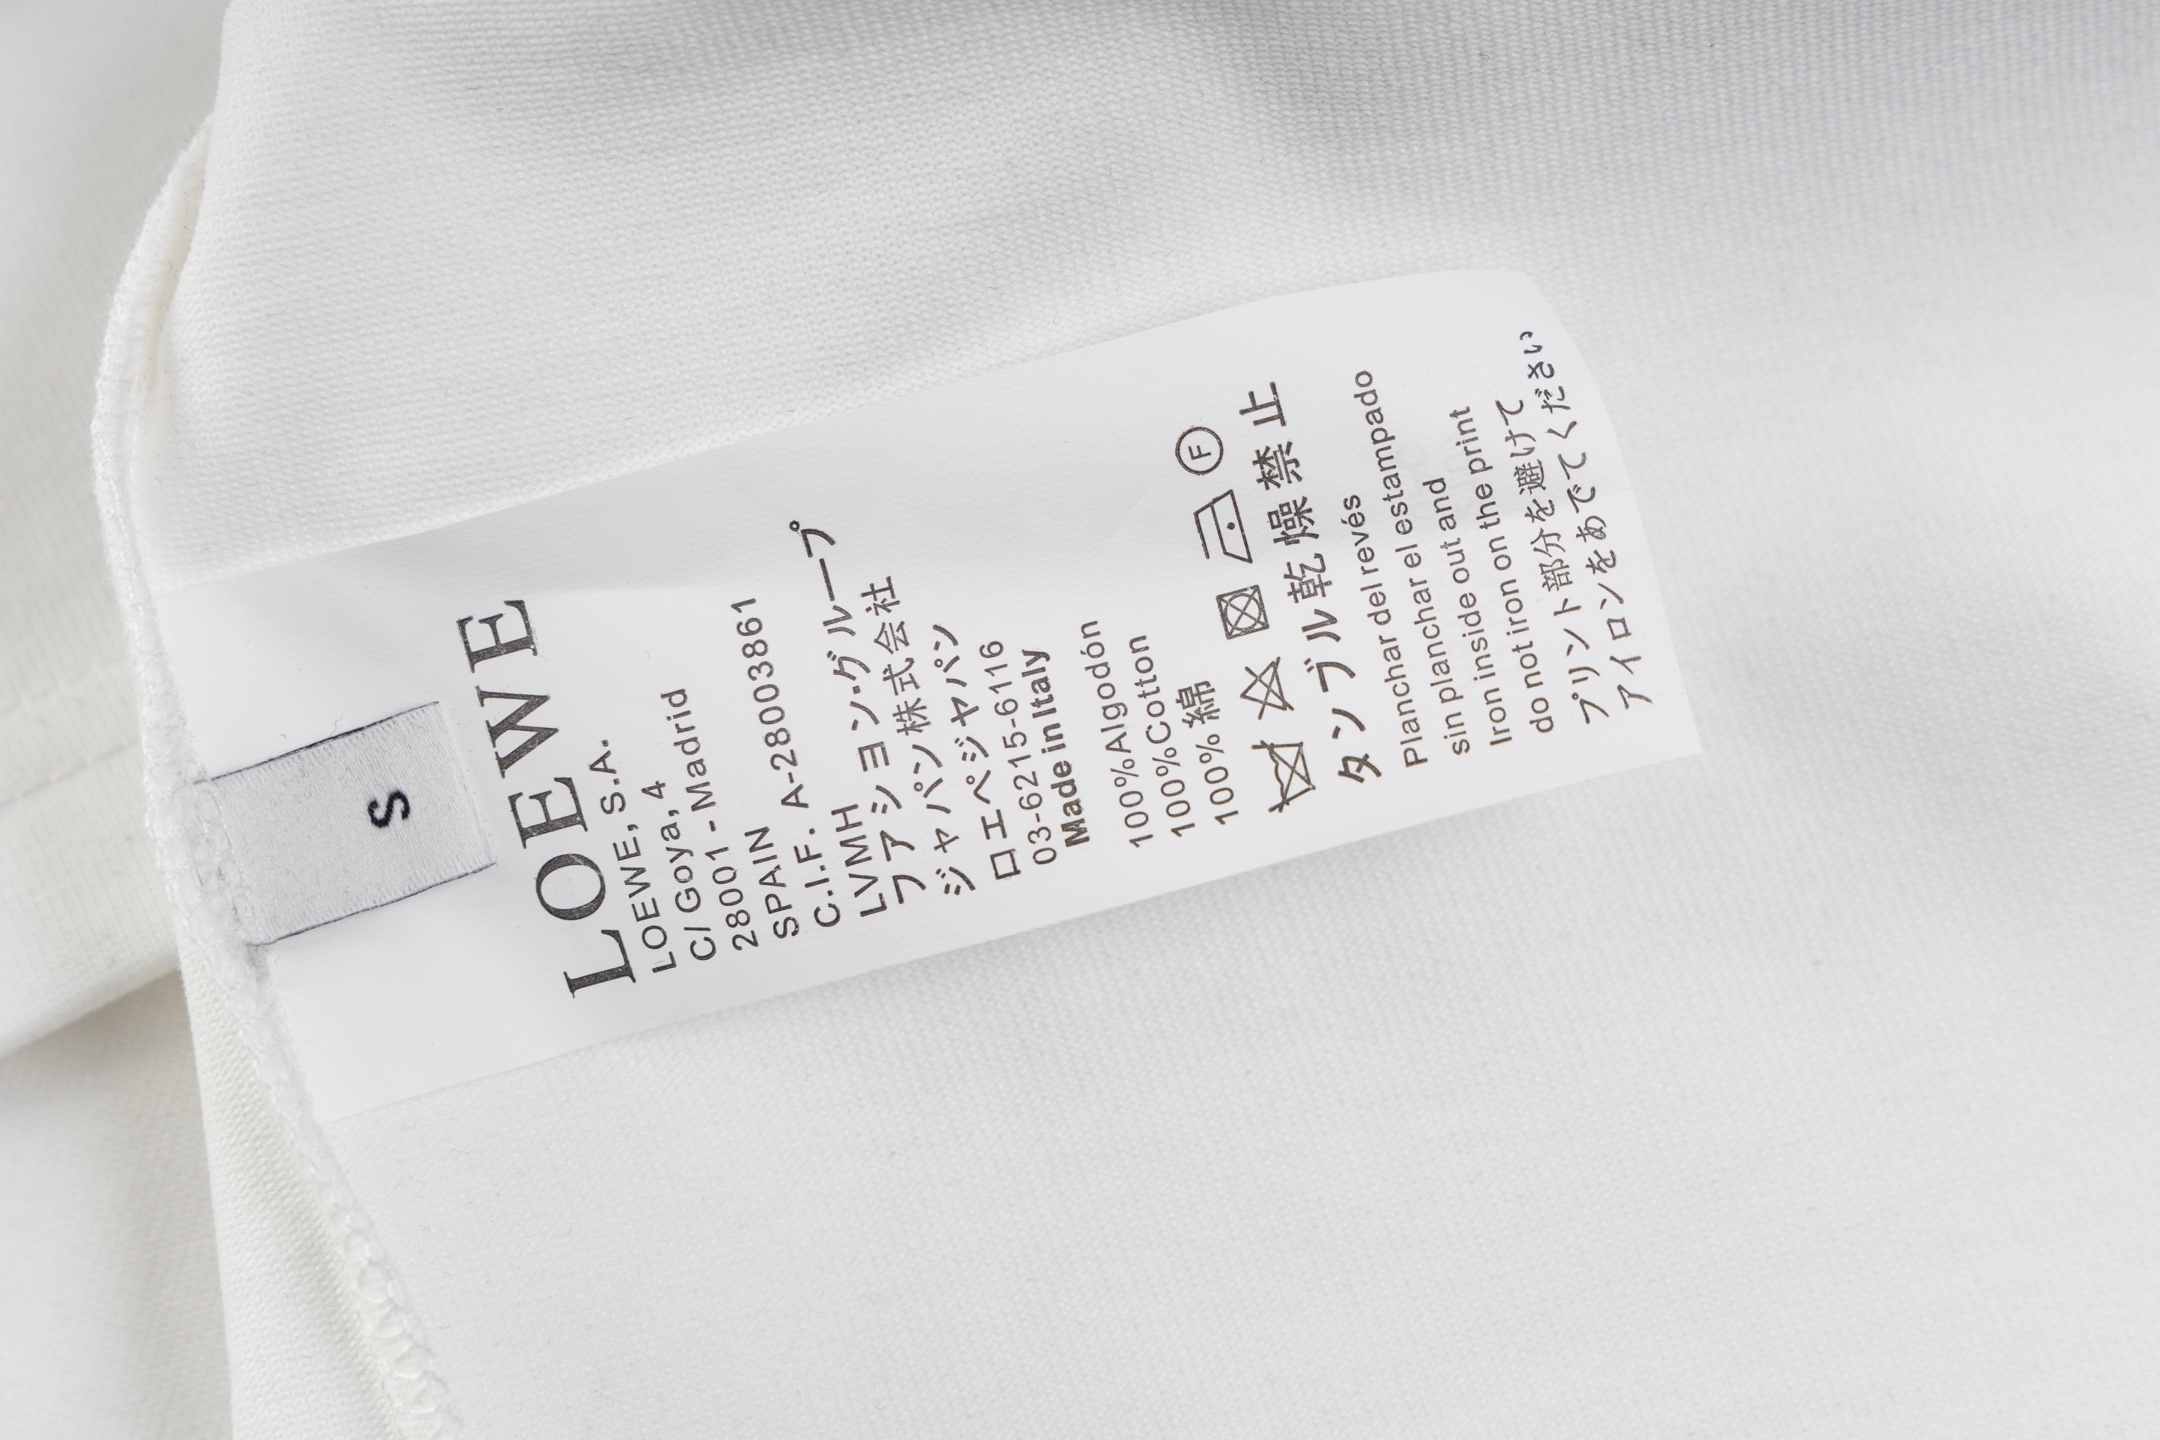 S
LOEWE
LOEWE, S.A.
C/ Goya, 4
28001 - Madrid
SPAIN
C.I.F. A-28003861
LVMH
ファション・グループ
ジャパン株式会社
ロエベジャパン
03-6215-6116
Made in Italy
100%Algodón
100%Cotton
100%綿
F
タンブル乾燥禁止
Planchar del revés
sin planchar el estampado
Iron inside out and
do not iron on the print
プリント部分を避けて
アイロンをあててください